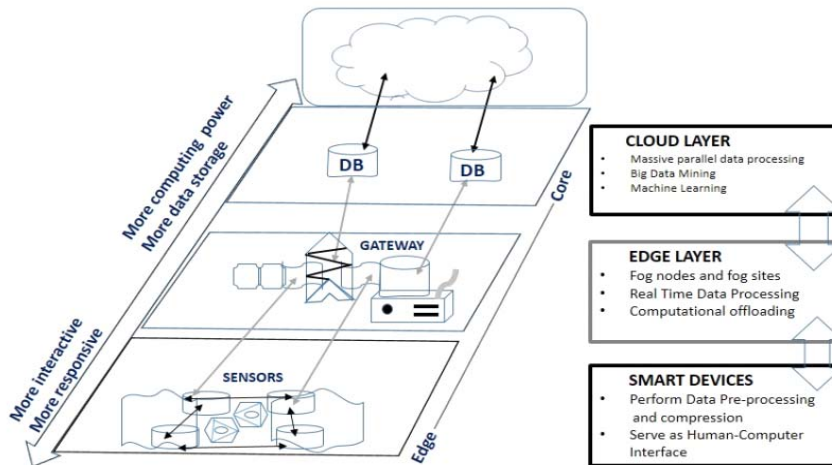 More computing power
More data storage
More interactive
More responsive
DB
DB
GATEWAY
SENSORS
Core
Edge
CLOUD LAYER
• Massive parallel data processing
• Big Data Mining
• Machine Learning
EDGE LAYER
• Fog nodes and fog sites
• Real Time Data Processing
• Computational offloading
SMART DEVICES
• Perform Data Pre-processing
and compression
• Serve as Human-Computer
Interface